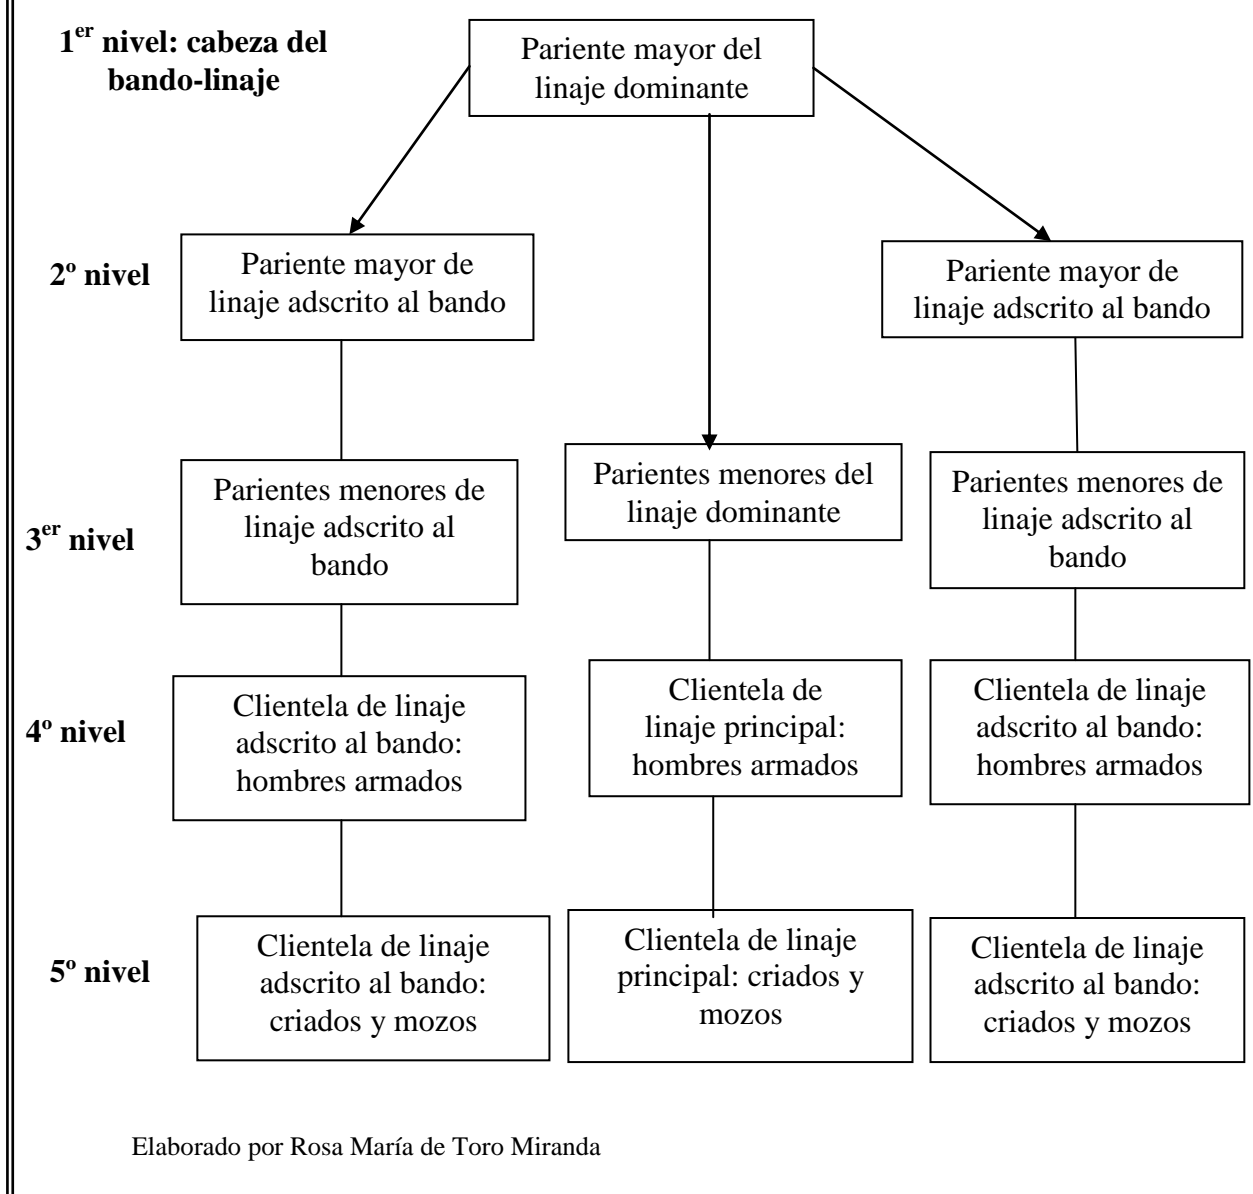 1er nivel: cabeza del
bando-linaje
Pariente mayor del
linaje dominante
2º nivel
Pariente mayor de
linaje adscrito al bando
Pariente mayor de
linaje adscrito al bando
3er nivel
Parientes menores de
linaje adscrito al
bando
Parientes menores del
linaje dominante
Parientes menores de
linaje adscrito al
bando
4º nivel
Clientela de linaje
adscrito al bando:
hombres armados
Clientela de
linaje principal:
hombres armados
Clientela de linaje
adscrito al bando:
hombres armados
5º nivel
Clientela de linaje
adscrito al bando:
criados y mozos
Clientela de linaje
principal: criados y
mozos
Clientela de linaje
adscrito al bando:
criados y mozos
Elaborado por Rosa María de Toro Miranda